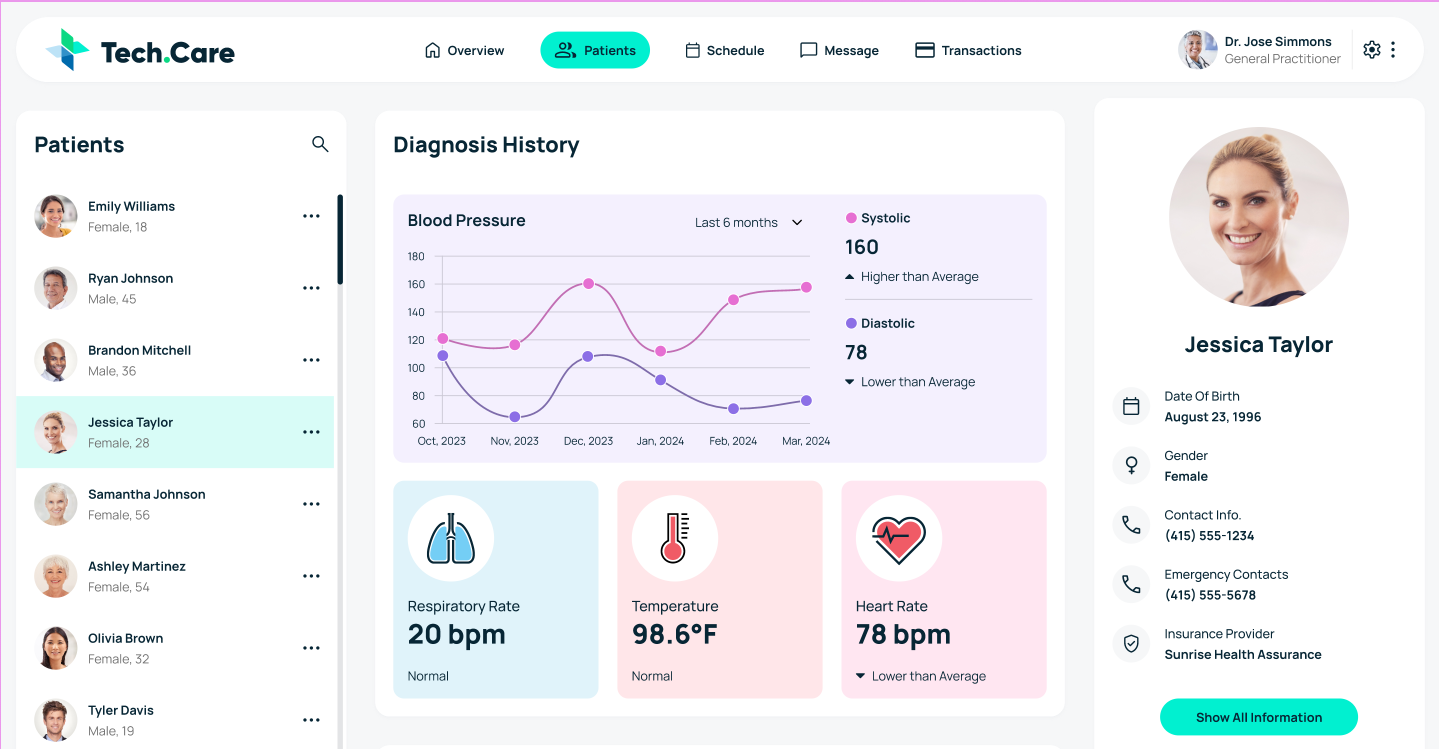 Tech.Care
Overview
Patients
Schedule
Message
Transactions
Dr. Jose Simmons
General Practitioner
Patients
Emily Williams
Female, 18
Ryan Johnson
Male, 45
Brandon Mitchell
Male, 36
Jessica Taylor
Female, 28
Samantha Johnson
Female, 56
Ashley Martinez
Female, 54
Olivia Brown
Female, 32
Tyler Davis
Male, 19
Diagnosis History
Blood Pressure
Last 6 months
180
160
140
120
100
80
60
Oct, 2023
Nov, 2023
Dec, 2023
Jan, 2024
Feb, 2024
Mar, 2024
Systolic
160
Higher than Average
Diastolic
78
Lower than Average
Respiratory Rate
20 bpm
Normal
Temperature
98.6°F
Normal
Heart Rate
78 bpm
Lower than Average
Jessica Taylor
Date Of Birth
August 23, 1996
Gender
Female
Contact Info.
(415) 555-1234
Emergency Contacts
(415) 555-5678
Insurance Provider
Sunrise Health Assurance
Show All Information